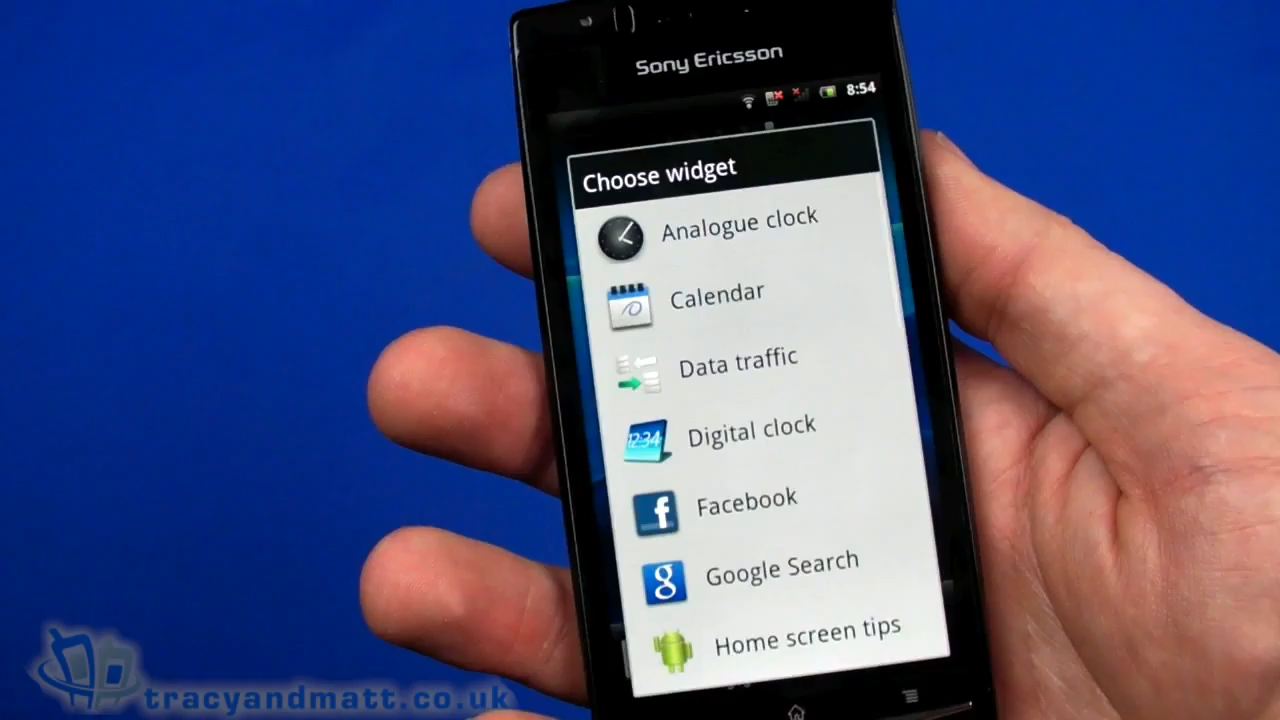 Sony Ericsson
8:54
Choose widget
Analogue clock
Calendar
Data traffic
12:34
Digital clock
f
Facebook
g
Google Search
Home screen tips
tracyandmatt.co.uk